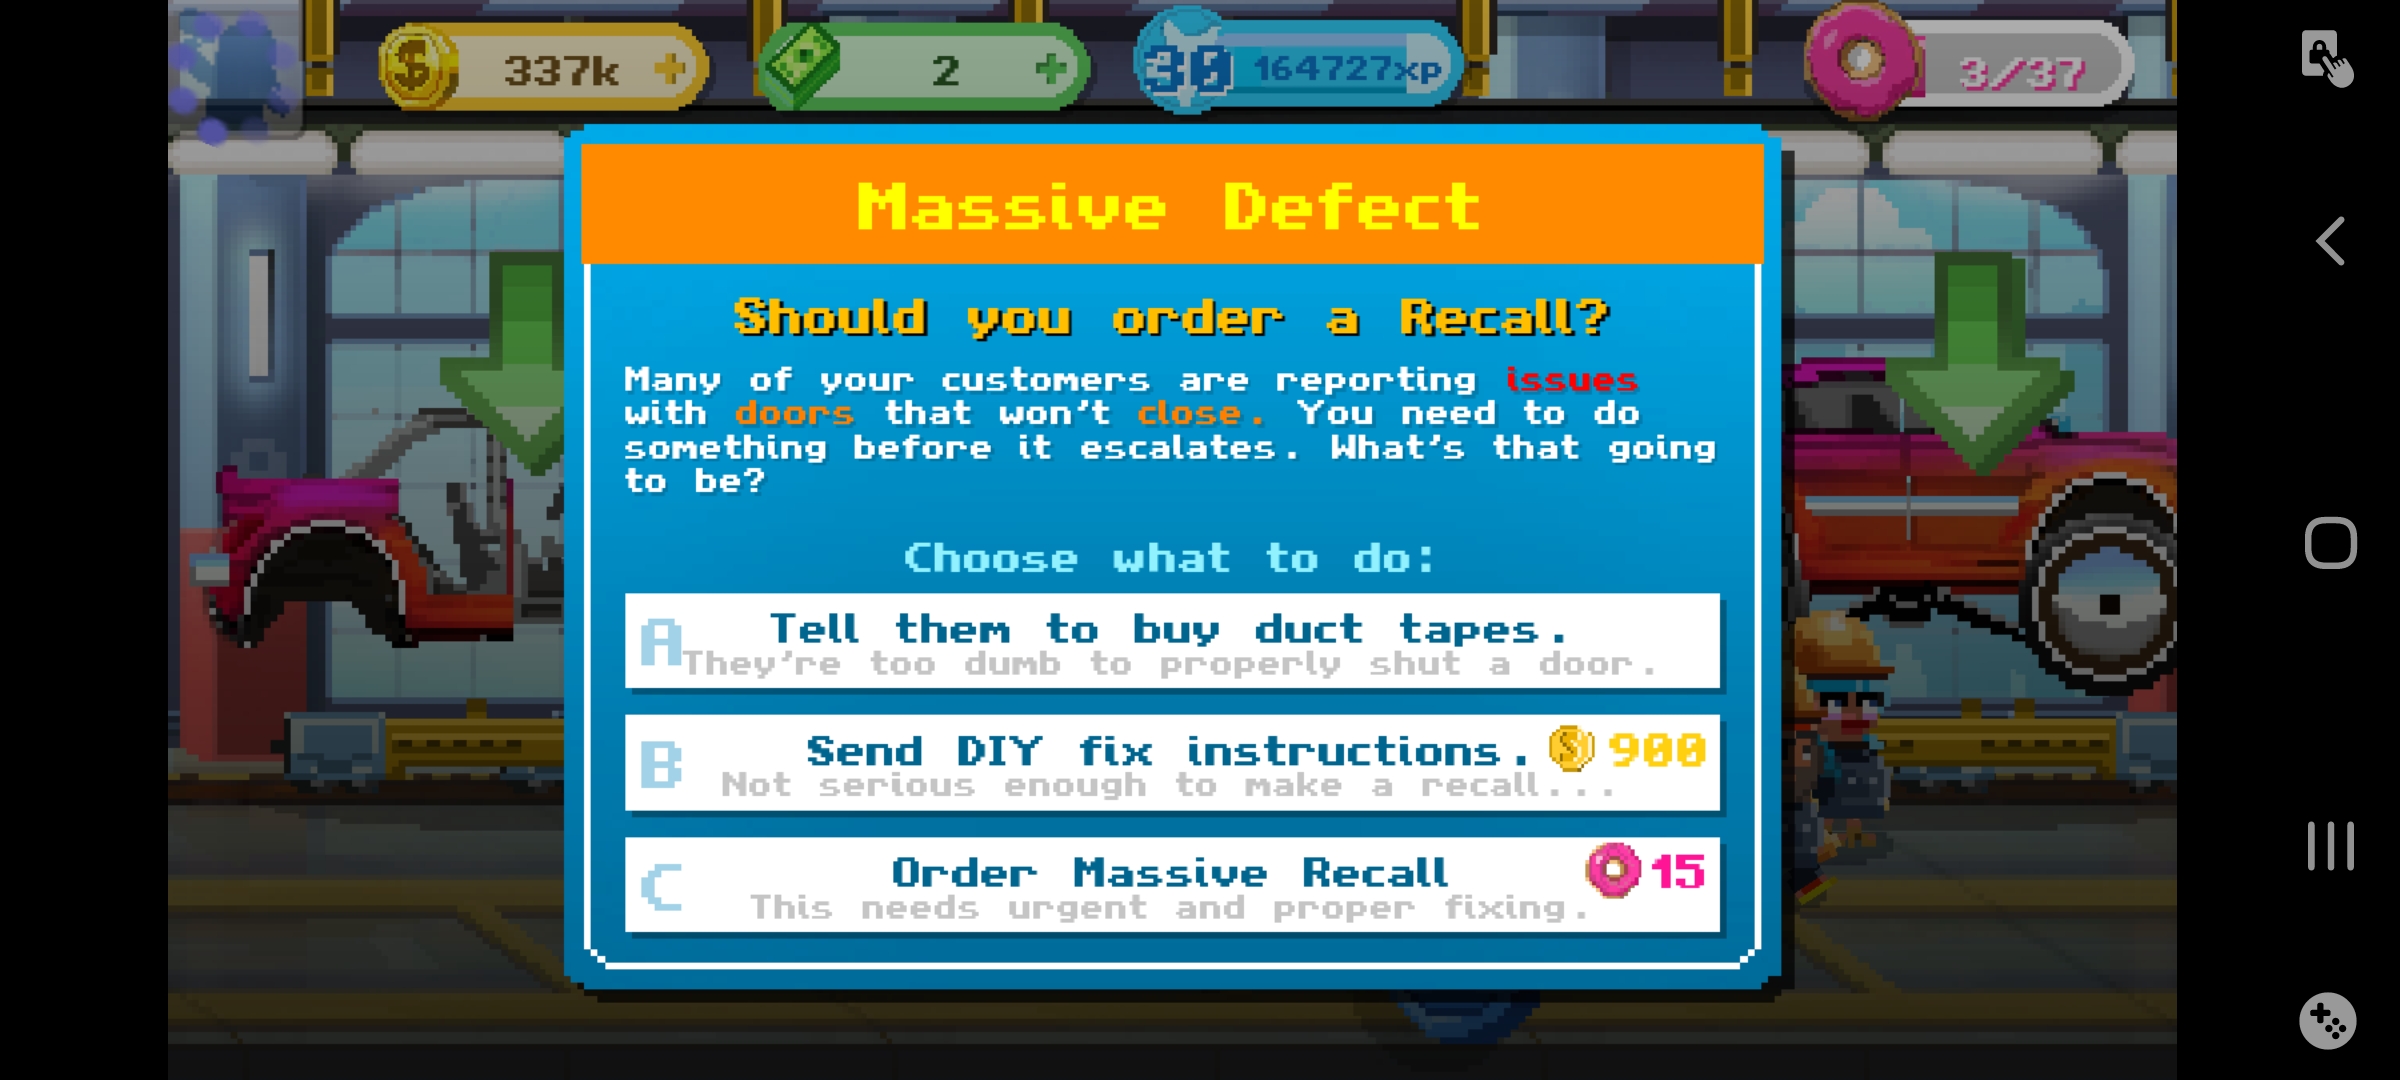 337k
2
30 164727xp
3/37
Massive Defect
Should you order a Recall?
Many of your customers are reporting issues
with doors that won't close. You need to do
something before it escalates. What's that going
to be?
Choose what to do:
A Tell them to buy duct tapes.
They're too dumb to properly shut a door.
B Send DIY fix instructions. 900
Not serious enough to make a recall...
C Order Massive Recall 15
This needs urgent and proper fixing.